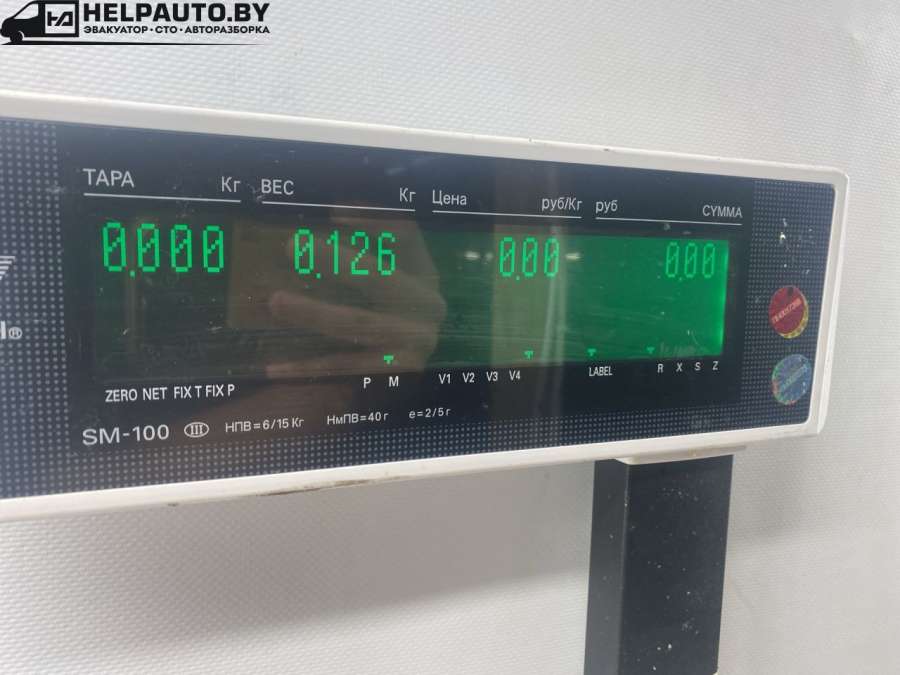 HELPAUTO.BY
ЭВАКУАТОР · СТО · АВТОРАЗБОРКА
ТАРА Кг ВЕС Кг Цена руб/Кг руб СУММА
0.000 0.126 0.00 000
P M V1 V2 V3 V4 LABEL R X S Z
ZERO NET FIX T FIX P
SM-100 III НПВ=6/15 Кг НмПВ=40 г e=2/5 г